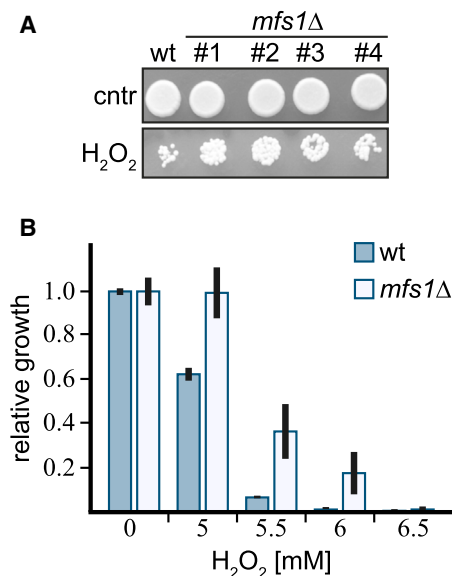 A
mfs1Δ
wt #1 #2 #3 #4
cntr
H₂O₂
B
wt
mfs1Δ
relative growth
1.0
0.8
0.6
0.4
0.2
0 5 5.5 6 6.5
H₂O₂ [mM]